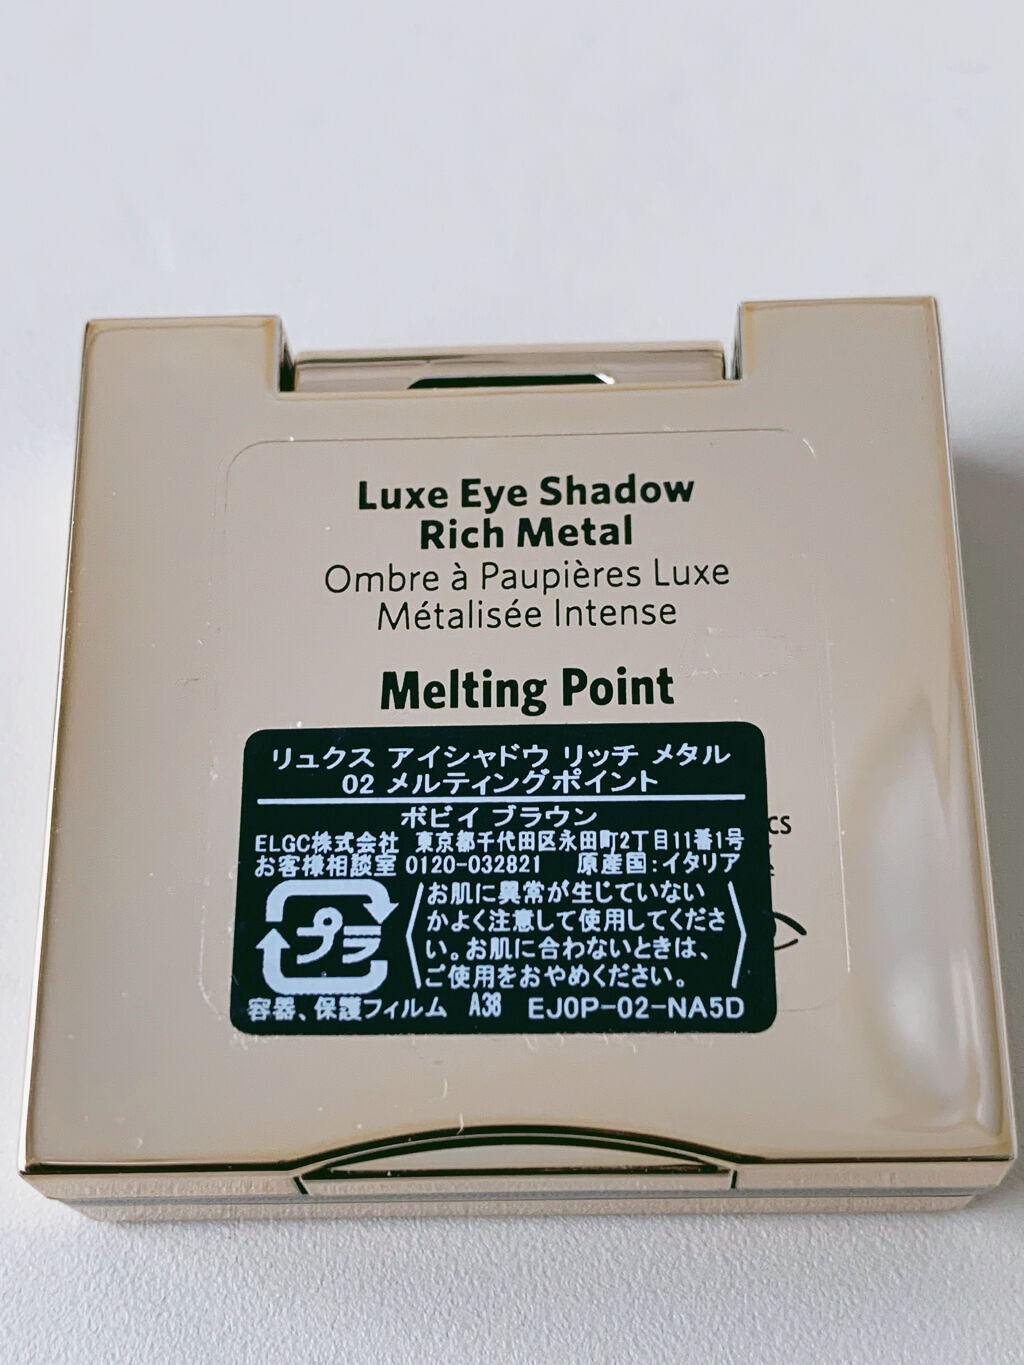 Luxe Eye Shadow
Rich Metal
Ombre à Paupières Luxe
Métalisée Intense
Melting Point
リュクス アイシャドウ リッチ メタル
02 メルティングポイント
ボビイ ブラウン
ELGC株式会社 東京都千代田区永田町2丁目11番1号
お客様相談室 0120-032821 原産国:イタリア
お肌に異常が生じていない
かよく注意して使用してくださ
い。お肌に合わないときは、
ご使用をおやめください。
プラ
容器、保護フィルム A38 EJ0P-02-NA5D